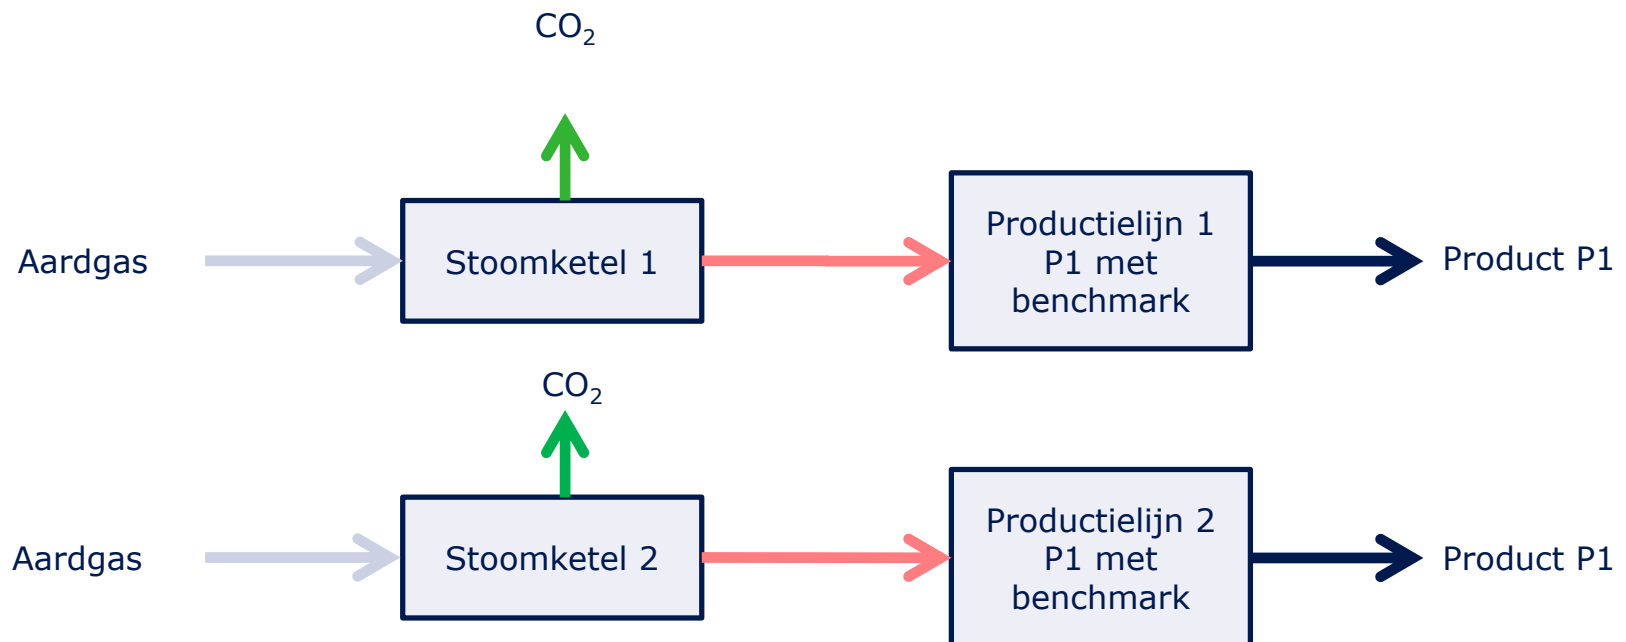 CO₂
Aardgas
Stoomketel 1
Productielijn 1
P1 met
benchmark
Product P1
CO₂
Aardgas
Stoomketel 2
Productielijn 2
P1 met
benchmark
Product P1